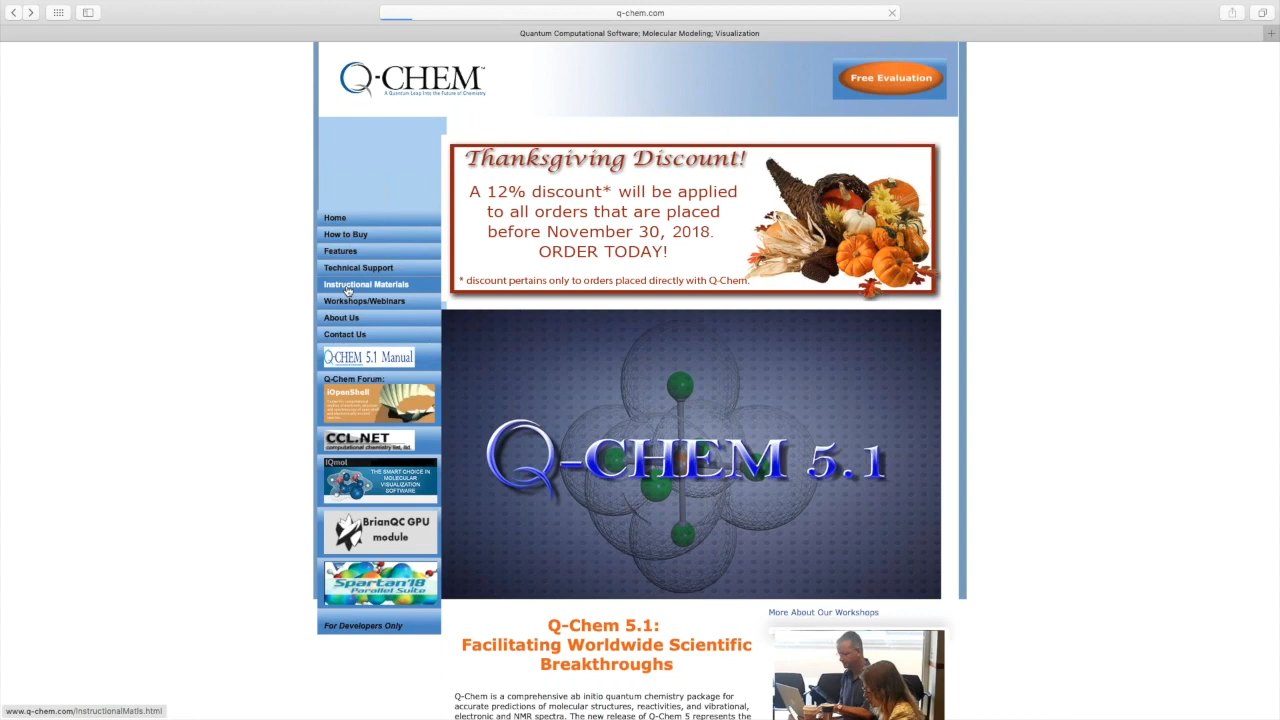 q-chem.com
Quantum Computational Software; Molecular Modeling; Visualization
Q-CHEM™
A Quantum Leap Into the Future of Chemistry
Free Evaluation
Thanksgiving Discount!
A 12% discount* will be applied
to all orders that are placed
before November 30, 2018.
ORDER TODAY!
* discount pertains only to orders placed directly with Q-Chem.
Home
How to Buy
Features
Technical Support
Instructional Materials
Workshops/Webinars
About Us
Contact Us
Q-CHEM 5.1 Manual
Q-Chem Forum:
iOpenShell
CCL.NET
computational chemistry list, ltd
IQmol
THE SMART CHOICE IN
MOLECULAR
VISUALIZATION
SOFTWARE
BrianQC GPU
module
Spartan'18
Parallel Suite
For Developers Only
Q-CHEM 5.1
More About Our Workshops
Q-Chem 5.1:
Facilitating Worldwide Scientific
Breakthroughs
Q-Chem is a comprehensive ab initio quantum chemistry package for
accurate predictions of molecular structures, reactivities, and vibrational,
electronic and NMR spectra. The new release of Q-Chem 5 represents the
www.q-chem.com/InstructionalMatls.html